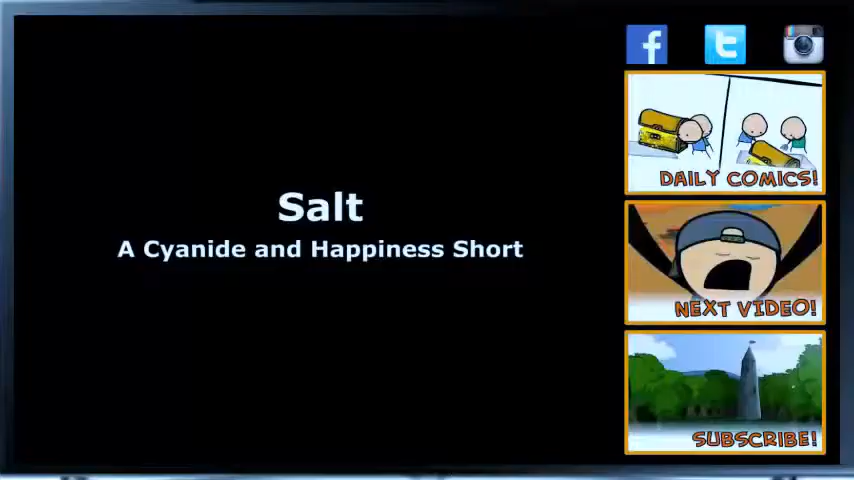 Salt
A Cyanide and Happiness Short
DAILY COMICS!
NEXT VIDEO!
SUBSCRIBE!